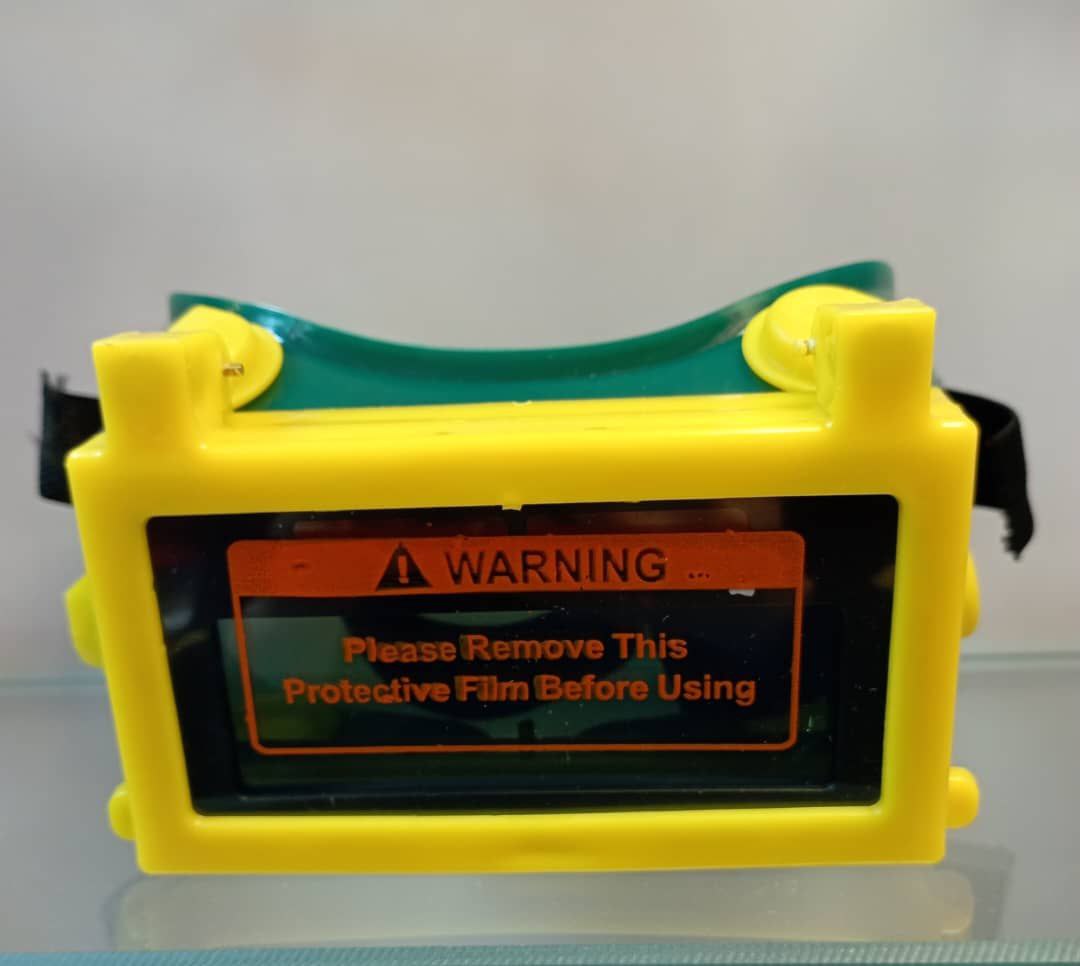 WARNING ...
Please Remove This
Protective Film Before Using